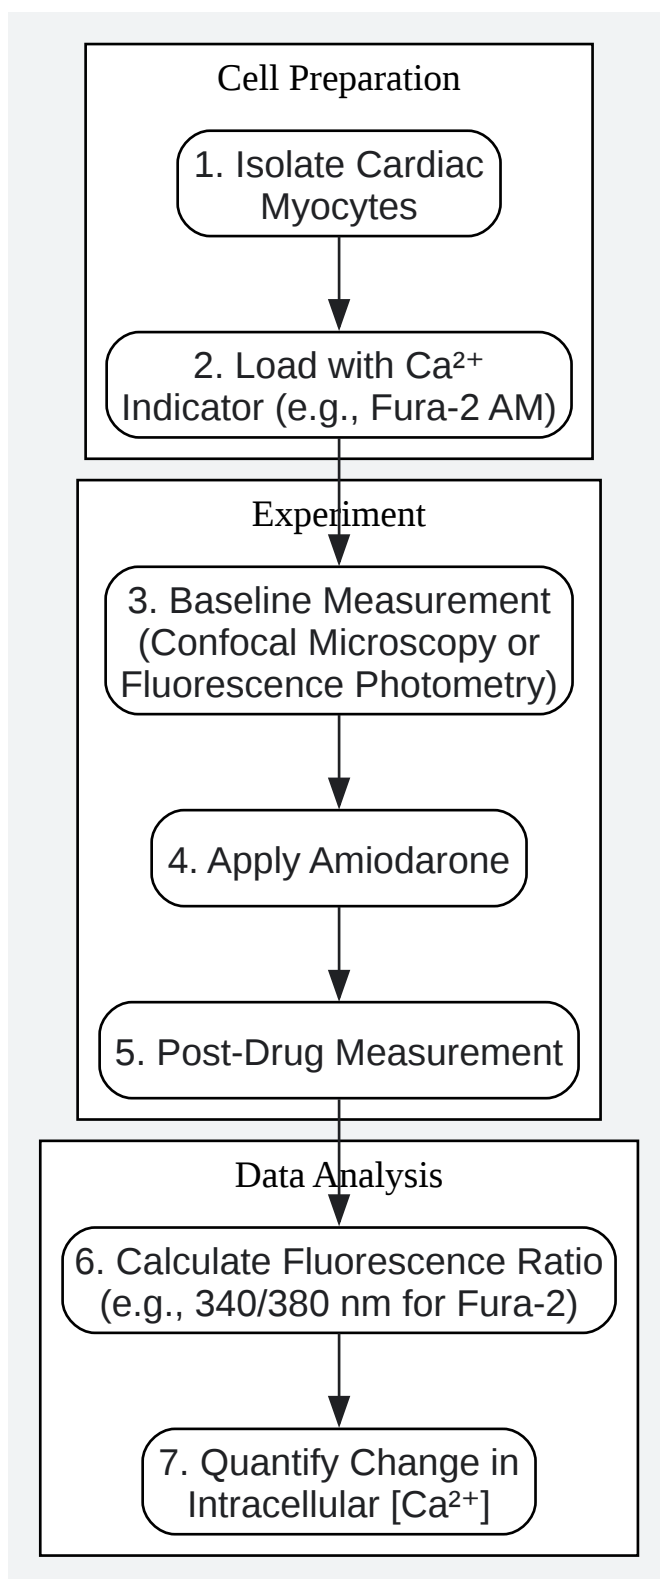 Cell Preparation
1. Isolate Cardiac
Myocytes
2. Load with Ca²⁺
Indicator (e.g., Fura-2 AM)
Experiment
3. Baseline Measurement
(Confocal Microscopy or
Fluorescence Photometry)
4. Apply Amiodarone
5. Post-Drug Measurement
Data Analysis
6. Calculate Fluorescence Ratio
(e.g., 340/380 nm for Fura-2)
7. Quantify Change in
Intracellular [Ca²⁺]